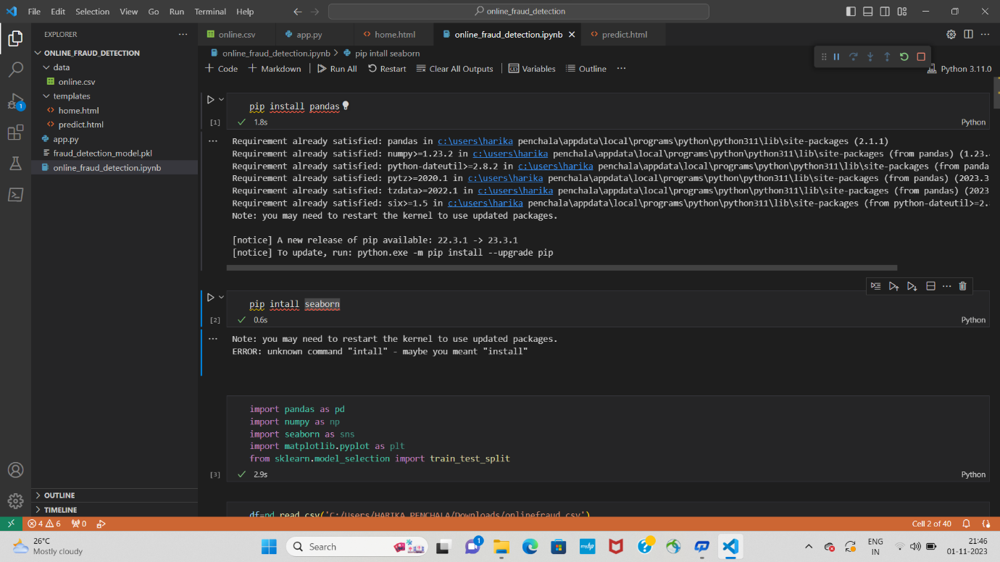 File Edit Selection View Go Run Terminal Help
online_fraud_detection
EXPLORER
online.csv
app.py
home.html
online_fraud_detection.ipynb
predict.html
ONLINE_FRAUD_DETECTION
data
online.csv
templates
home.html
predict.html
app.py
fraud_detection_model.pkl
online_fraud_detection.ipynb
OUTLINE
TIMELINE
1
online_fraud_detection.ipynb > pip intall seaborn
Code Markdown Run All Restart Clear All Outputs Variables Outline
Python 3.11.0
pip install pandas
[1] 1.8s Python
Requirement already satisfied: pandas in c:\users\harika penchala\appdata\local\programs\python\python311\lib\site-packages (2.1.1)
Requirement already satisfied: numpy>=1.23.2 in c:\users\harika penchala\appdata\local\programs\python\python311\lib\site-packages (from pandas) (1.23.
Requirement already satisfied: python-dateutil>=2.8.2 in c:\users\harika penchala\appdata\local\programs\python\python311\lib\site-packages (from panda
Requirement already satisfied: pytz>=2020.1 in c:\users\harika penchala\appdata\local\programs\python\python311\lib\site-packages (from pandas) (2023.3
Requirement already satisfied: tzdata>=2022.1 in c:\users\harika penchala\appdata\local\programs\python\python311\lib\site-packages (from pandas) (2023
Requirement already satisfied: six>=1.5 in c:\users\harika penchala\appdata\local\programs\python\python311\lib\site-packages (from python-dateutil>=2.
Note: you may need to restart the kernel to use updated packages.
[notice] A new release of pip available: 22.3.1 -> 23.3.1
[notice] To update, run: python.exe -m pip install --upgrade pip
pip intall seaborn
[2] 0.6s Python
Note: you may need to restart the kernel to use updated packages.
ERROR: unknown command "intall" - maybe you meant "install"
import pandas as pd
import numpy as np
import seaborn as sns
import matplotlib.pyplot as plt
from sklearn.model_selection import train_test_split
[3] 2.9s Python
df=pd.read_csv('C:/Users/HARIKA PENCHALA/Downloads/onlinefraud.csv')
4 6 0
Cell 2 of 40
26°C
Mostly cloudy
Search
1
ENG
IN
21:46
01-11-2023